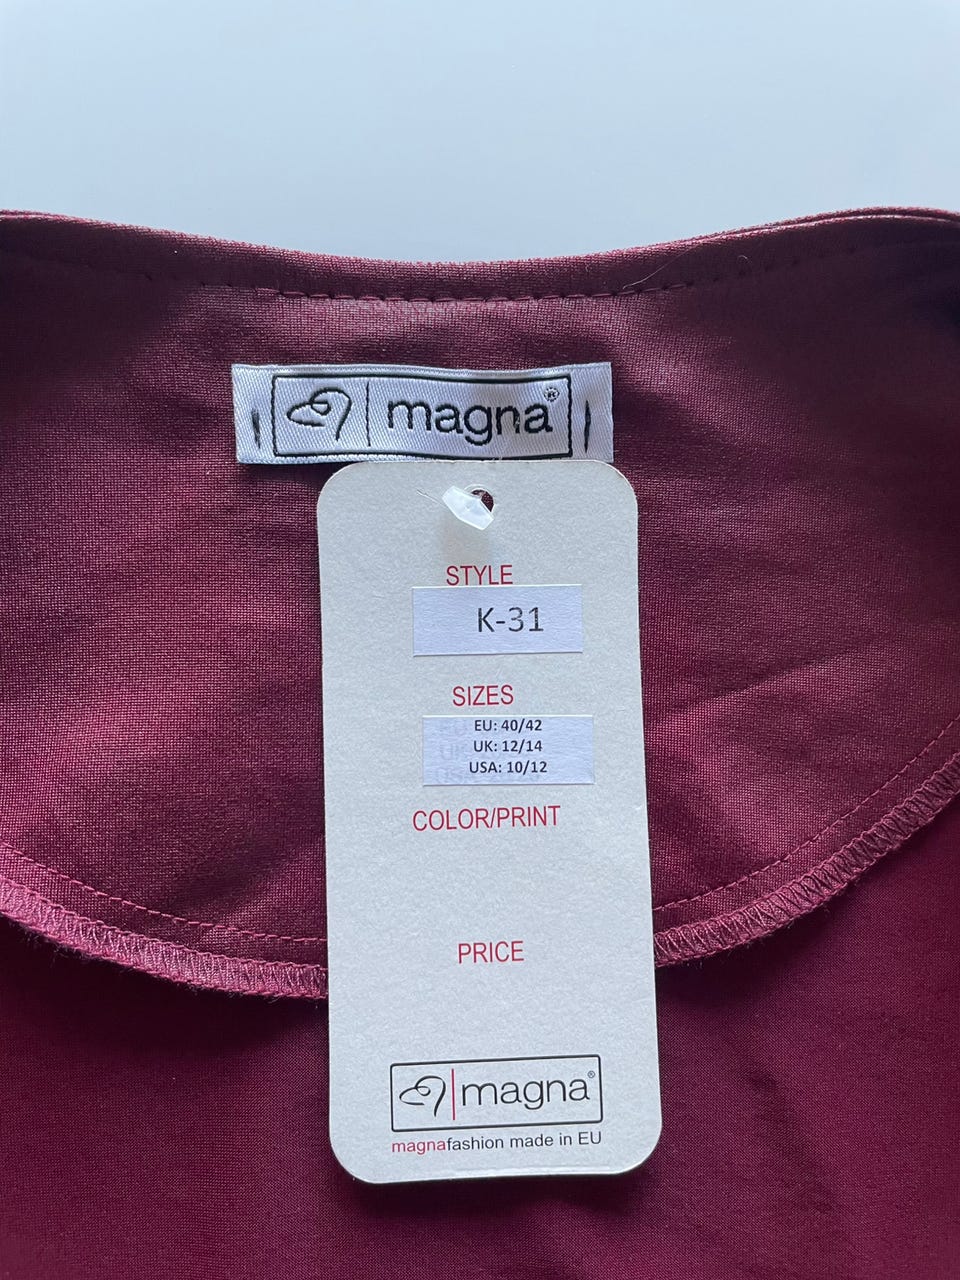 magna®
STYLE
K-31
SIZES
EU: 40/42
UK: 12/14
USA: 10/12
COLOR/PRINT
PRICE
magna®
magnafashion made in EU